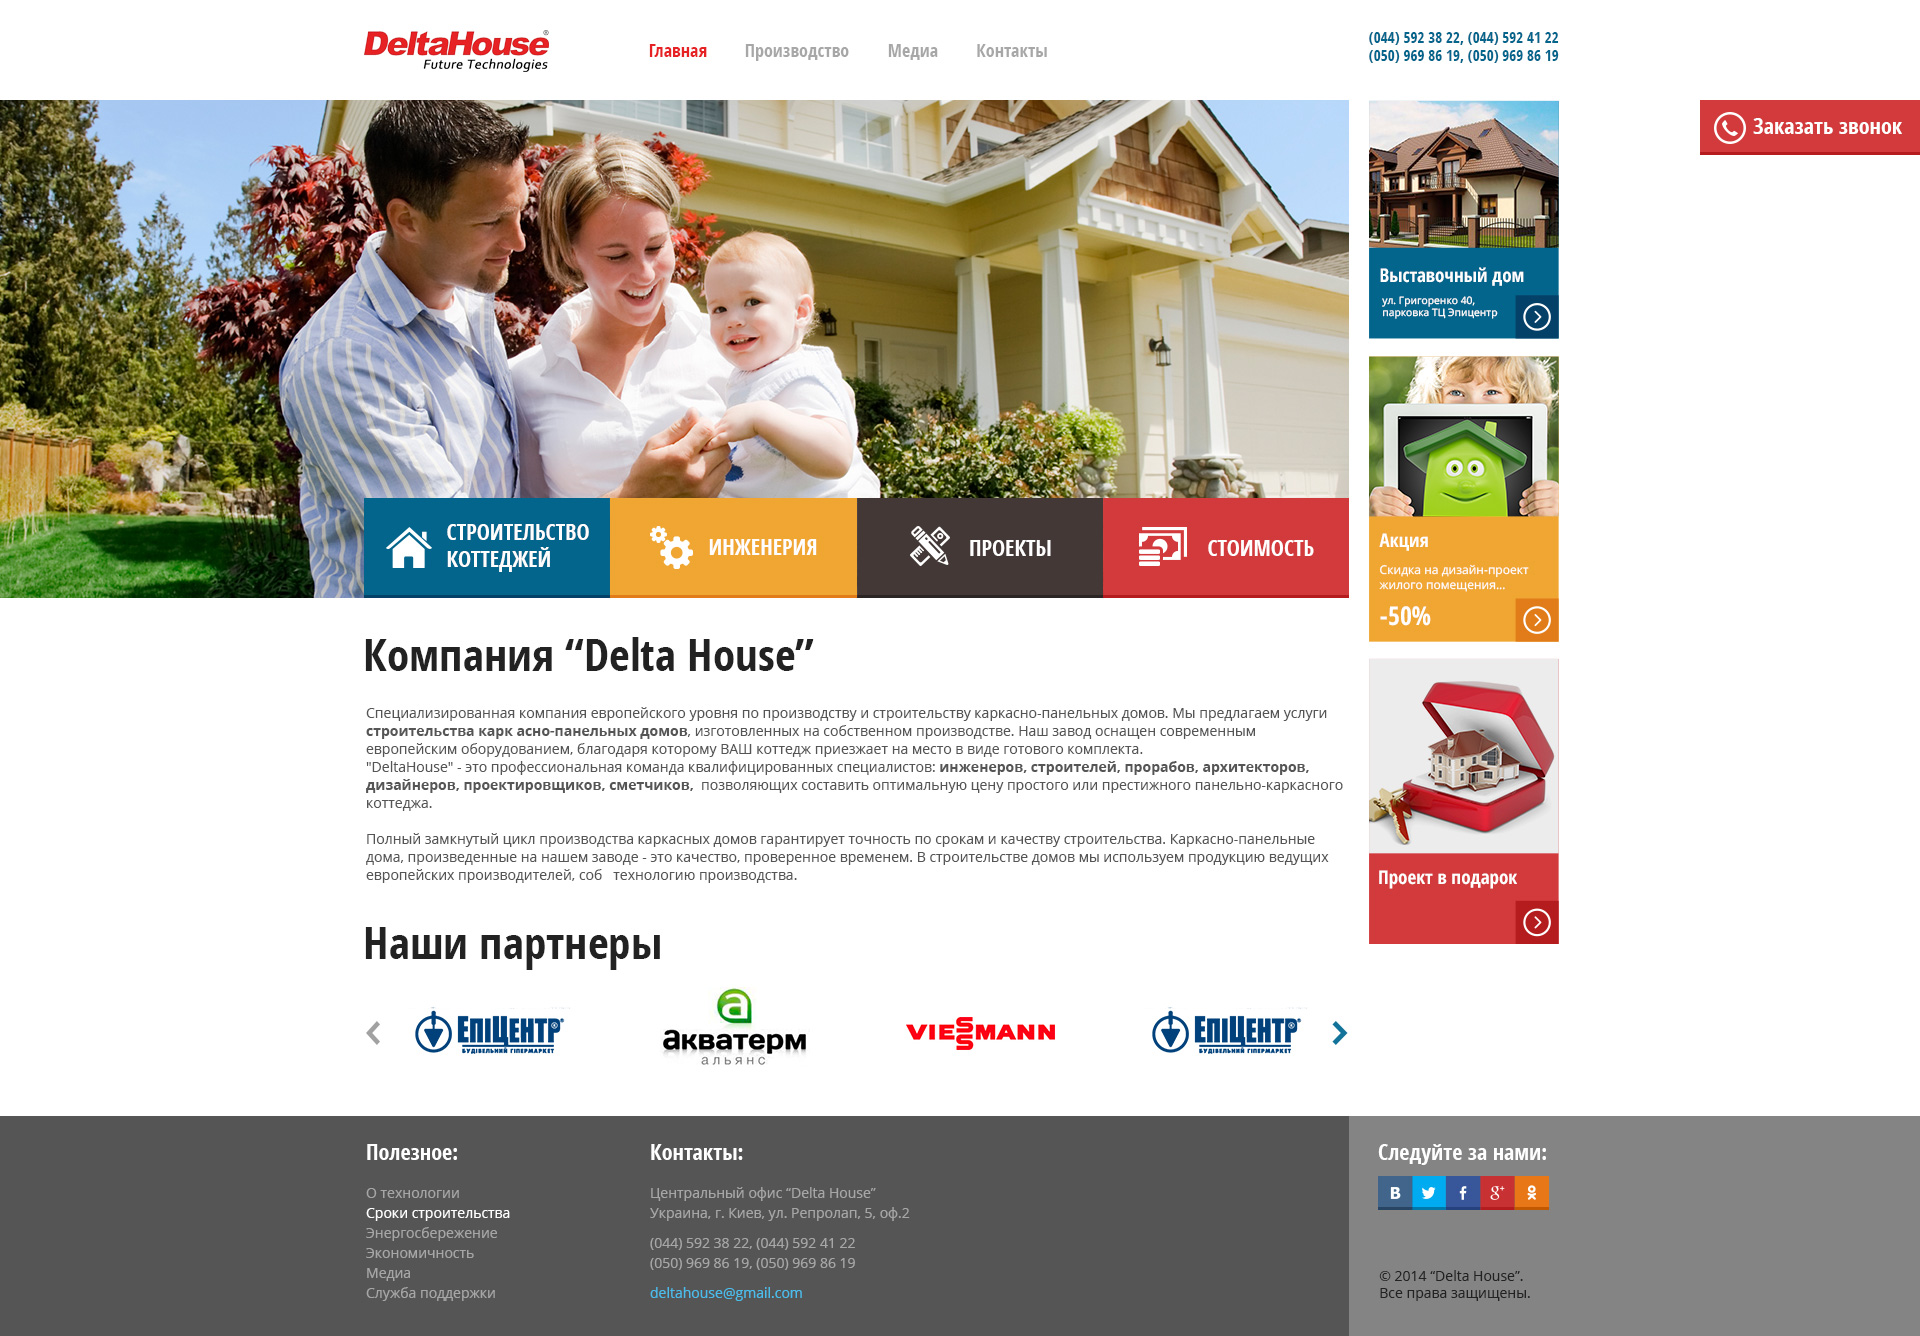 DeltaHouse®
Future Technologies
Главная
Производство
Медиа
Контакты
(044) 592 38 22, (044) 592 41 22
(050) 969 86 19, (050) 969 86 19
Заказать звонок
Выставочный дом
ул. Григоренко 40,
парковка ТЦ Эпицентр
СТРОИТЕЛЬСТВО
КОТТЕДЖЕЙ
ИНЖЕНЕРИЯ
ПРОЕКТЫ
СТОИМОСТЬ
Акция
Скидка на дизайн-проект
жилого помещения...
-50%
Проект в подарок
Компания “Delta House”
Специализированная компания европейского уровня по производству и строительству каркасно-панельных домов. Мы предлагаем услуги
строительства карк асно-панельных домов, изготовленных на собственном производстве. Наш завод оснащен современным
европейским оборудованием, благодаря которому ВАШ коттедж приезжает на место в виде готового комплекта.
"DeltaHouse" - это профессиональная команда квалифицированных специалистов: инженеров, строителей, прорабов, архитекторов,
дизайнеров, проектировщиков, сметчиков, позволяющих составить оптимальную цену простого или престижного панельно-каркасного
коттеджа.
Полный замкнутый цикл производства каркасных домов гарантирует точность по срокам и качеству строительства. Каркасно-панельные
дома, произведенные на нашем заводе - это качество, проверенное временем. В строительстве домов мы используем продукцию ведущих
европейских производителей, соб технологию производства.
Наши партнеры
ЕПІЦЕНТР®
БУДІВЕЛЬНИЙ ГІПЕРМАРКЕТ
акватерм
альянс
VIESSMANN
ЕПІЦЕНТР®
БУДІВЕЛЬНИЙ ГІПЕРМАРКЕТ
Полезное:
О технологии
Сроки строительства
Энергосбережение
Экономичность
Медиа
Служба поддержки
Контакты:
Центральный офис “Delta House”
Украина, г. Киев, ул. Репролап, 5, оф.2
(044) 592 38 22, (044) 592 41 22
(050) 969 86 19, (050) 969 86 19
deltahouse@gmail.com
Следуйте за нами:
© 2014 “Delta House”.
Все права защищены.